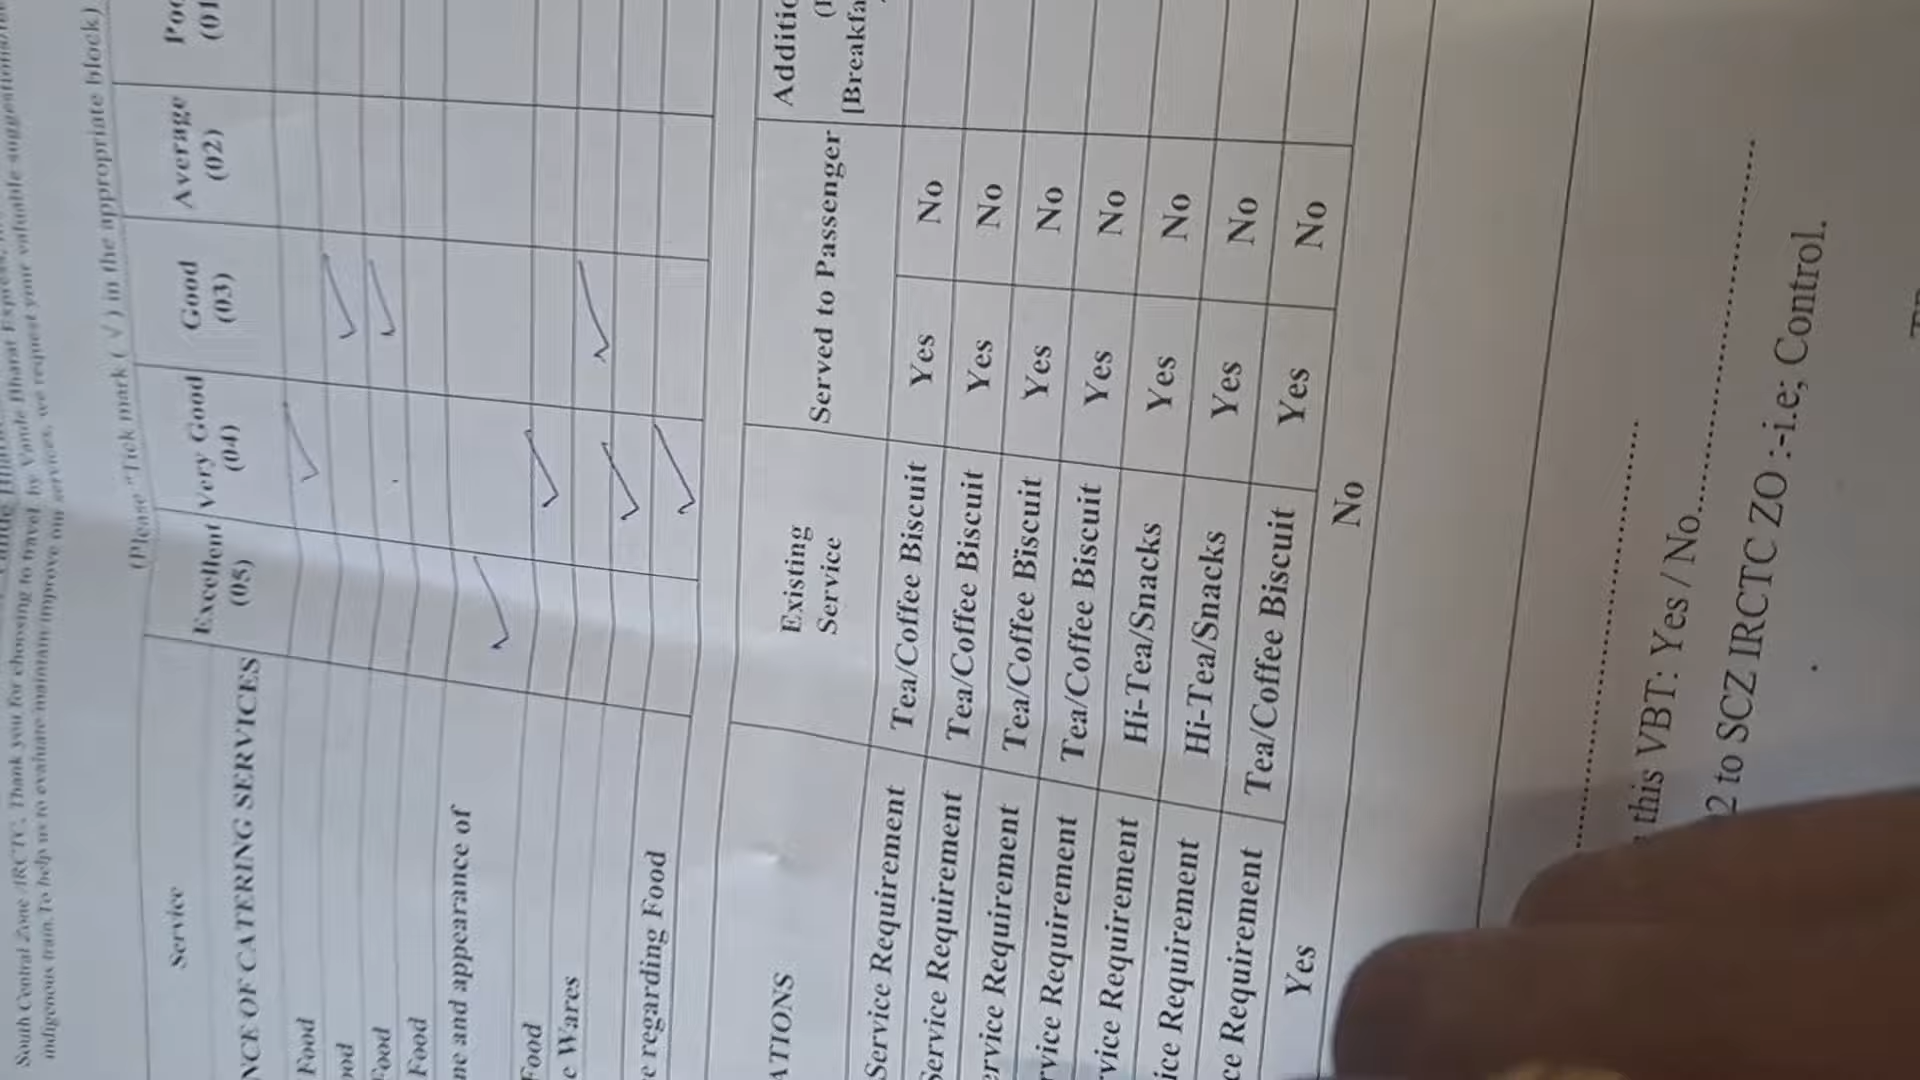 South Central Zone IRCTC. Thank you for choosing to travel by Vande Bharat Express,
indigenous train. To help us to evaluate/maintain/improve our services, we request your valuable suggestions
(Please "Tick mark ( √ ) in the appropriate block)
Service Excellent (05) Very Good (04) Good (03) Average (02)
NCE OF CATERING SERVICES
Food ✓
ood ✓
Food ✓
Food
ne and appearance of ✓
Food ✓
e Wares ✓
✓
e regarding Food ✓
ATIONS Existing Service Served to Passenger
Service Requirement Tea/Coffee Biscuit Yes No
Service Requirement Tea/Coffee Biscuit Yes No
ervice Requirement Tea/Coffee Biscuit Yes No
rvice Requirement Tea/Coffee Biscuit Yes No
vice Requirement Hi-Tea/Snacks Yes No
ice Requirement Hi-Tea/Snacks Yes No
ce Requirement Tea/Coffee Biscuit Yes No
Yes No
this VBT: Yes / No
2 to SCZ IRCTC ZO :-i.e; Control.